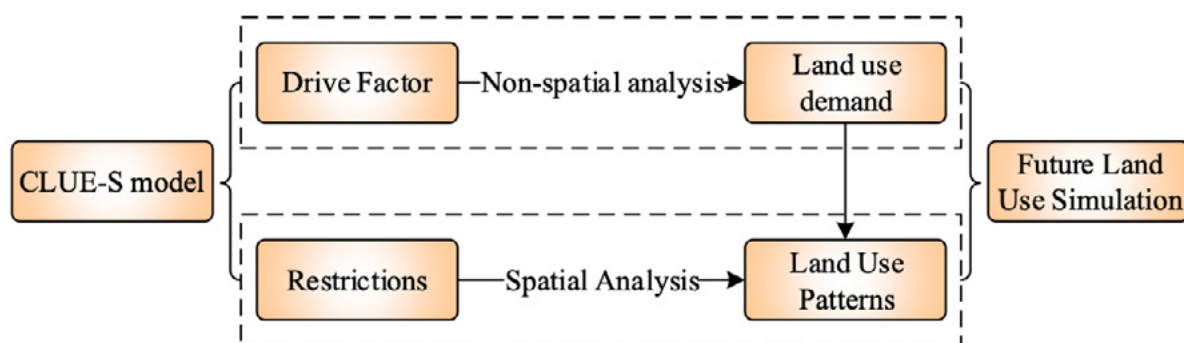 Drive Factor
Non-spatial analysis
Land use
demand
CLUE-S model
Future Land
Use Simulation
Restrictions
Spatial Analysis
Land Use
Patterns